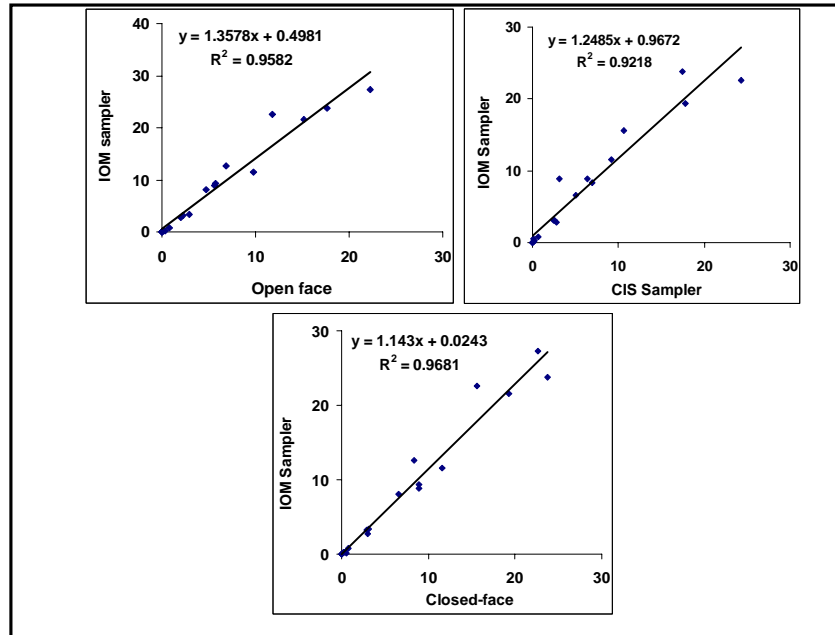 y = 1.3578x + 0.4981
R² = 0.9582
40
30
20
10
0
0 10 20 30
IOM sampler
Open face
y = 1.2485x + 0.9672
R² = 0.9218
30
20
10
0
0 10 20 30
IOM Sampler
CIS Sampler
y = 1.143x + 0.0243
R² = 0.9681
30
20
10
0
0 10 20 30
IOM Sampler
Closed-face